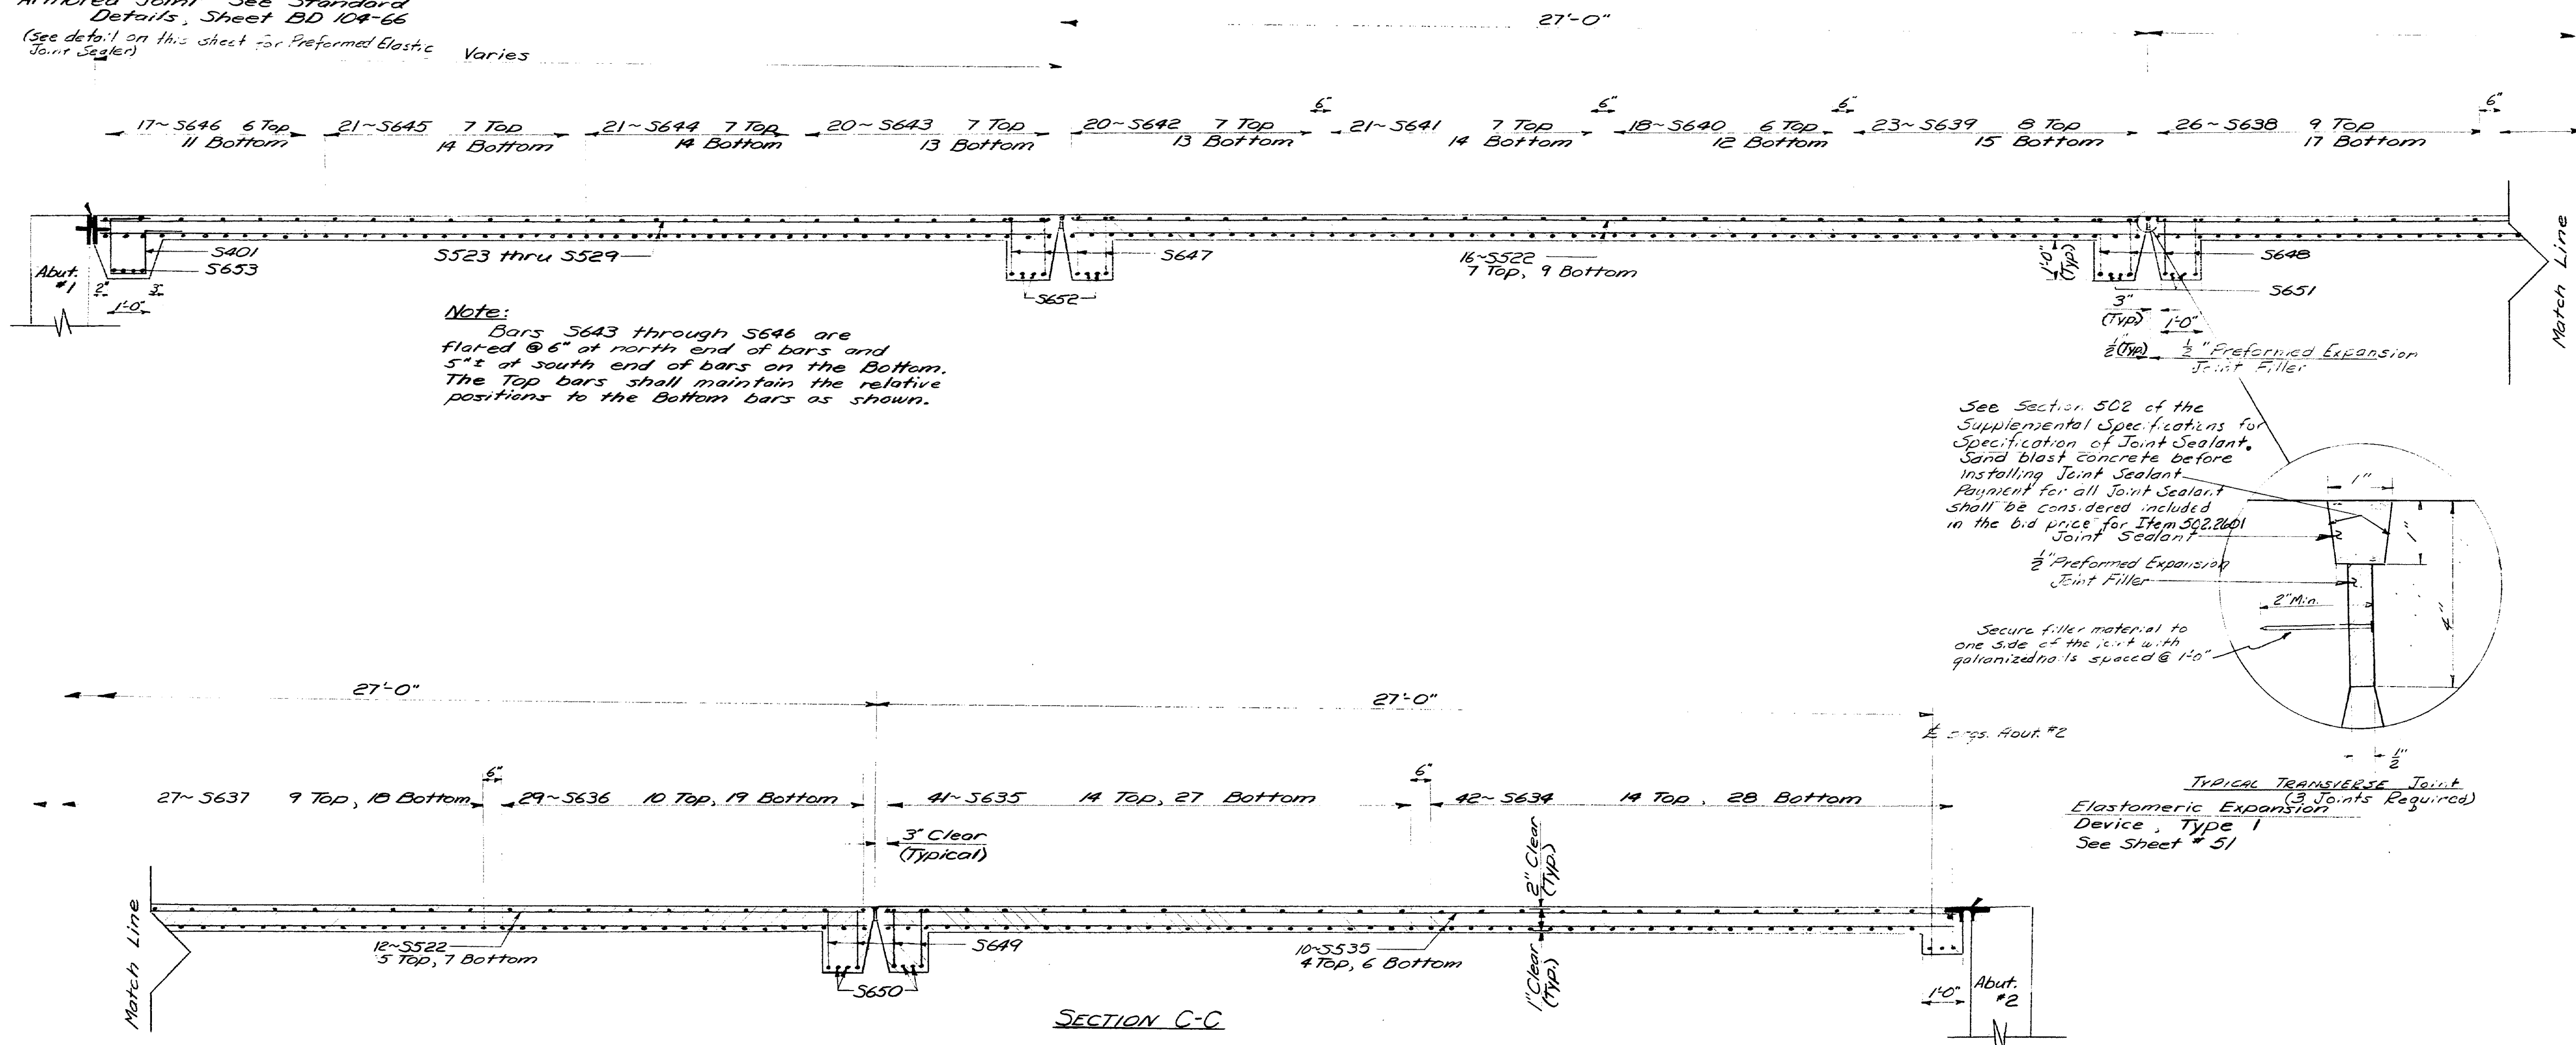 Armored Joint See Standard
Details, Sheet BD 104-66
(See detail on this sheet for Preformed Elastic
Joint Sealer)
Varies
27'-0"
17~S646 6 Top
11 Bottom
21~S645 7 Top
14 Bottom
21~S644 7 Top
14 Bottom
20~S643 7 Top
13 Bottom
20~S642 7 Top
13 Bottom
6"
21~S641 7 Top
14 Bottom
6"
18~S640 6 Top
12 Bottom
6"
23~S639 8 Top
15 Bottom
26~S638 9 Top
17 Bottom
6"
Abut.
#1
2"
3"
1'-0"
S401
S653
S523 thru S529
S652
S647
16~S522
7 Top, 9 Bottom
1'-0"
(Typ)
S648
S651
3"
(Typ)
1'-0"
1/2"(Typ)
1/2" Preformed Expansion
Joint Filler
Match Line
Note:
Bars S643 through S646 are
flared @ 6" at north end of bars and
5"± at south end of bars on the Bottom.
The Top bars shall maintain the relative
positions to the Bottom bars as shown.
See Section 502 of the
Supplemental Specifications for
Specification of Joint Sealant.
Sand blast concrete before
installing Joint Sealant
Payment for all Joint Sealant
shall be considered included
in the bid price for Item 502.2601
Joint Sealant
1/2" Preformed Expansion
Joint Filler
2" Min.
Secure filler material to
one side of the joint with
galvanized nails spaced @ 1'-0"
1"
1"
4"
1/2"
TYPICAL TRANSVERSE Joint
(3 Joints Required)
Elastomeric Expansion
Device, Type 1
See Sheet # 51
27'-0"
27'-0"
℄ Brgs. Abut. #2
27~S637 9 Top, 18 Bottom
6"
29~S636 10 Top, 19 Bottom
41~S635 14 Top, 27 Bottom
6"
42~S634 14 Top, 28 Bottom
3" Clear
(Typical)
2" Clear
(Typ.)
1" Clear
(Typ.)
Match Line
12~S522
5 Top, 7 Bottom
S649
S650
10~S535
4 Top, 6 Bottom
1'-0"
Abut.
#2
SECTION C-C